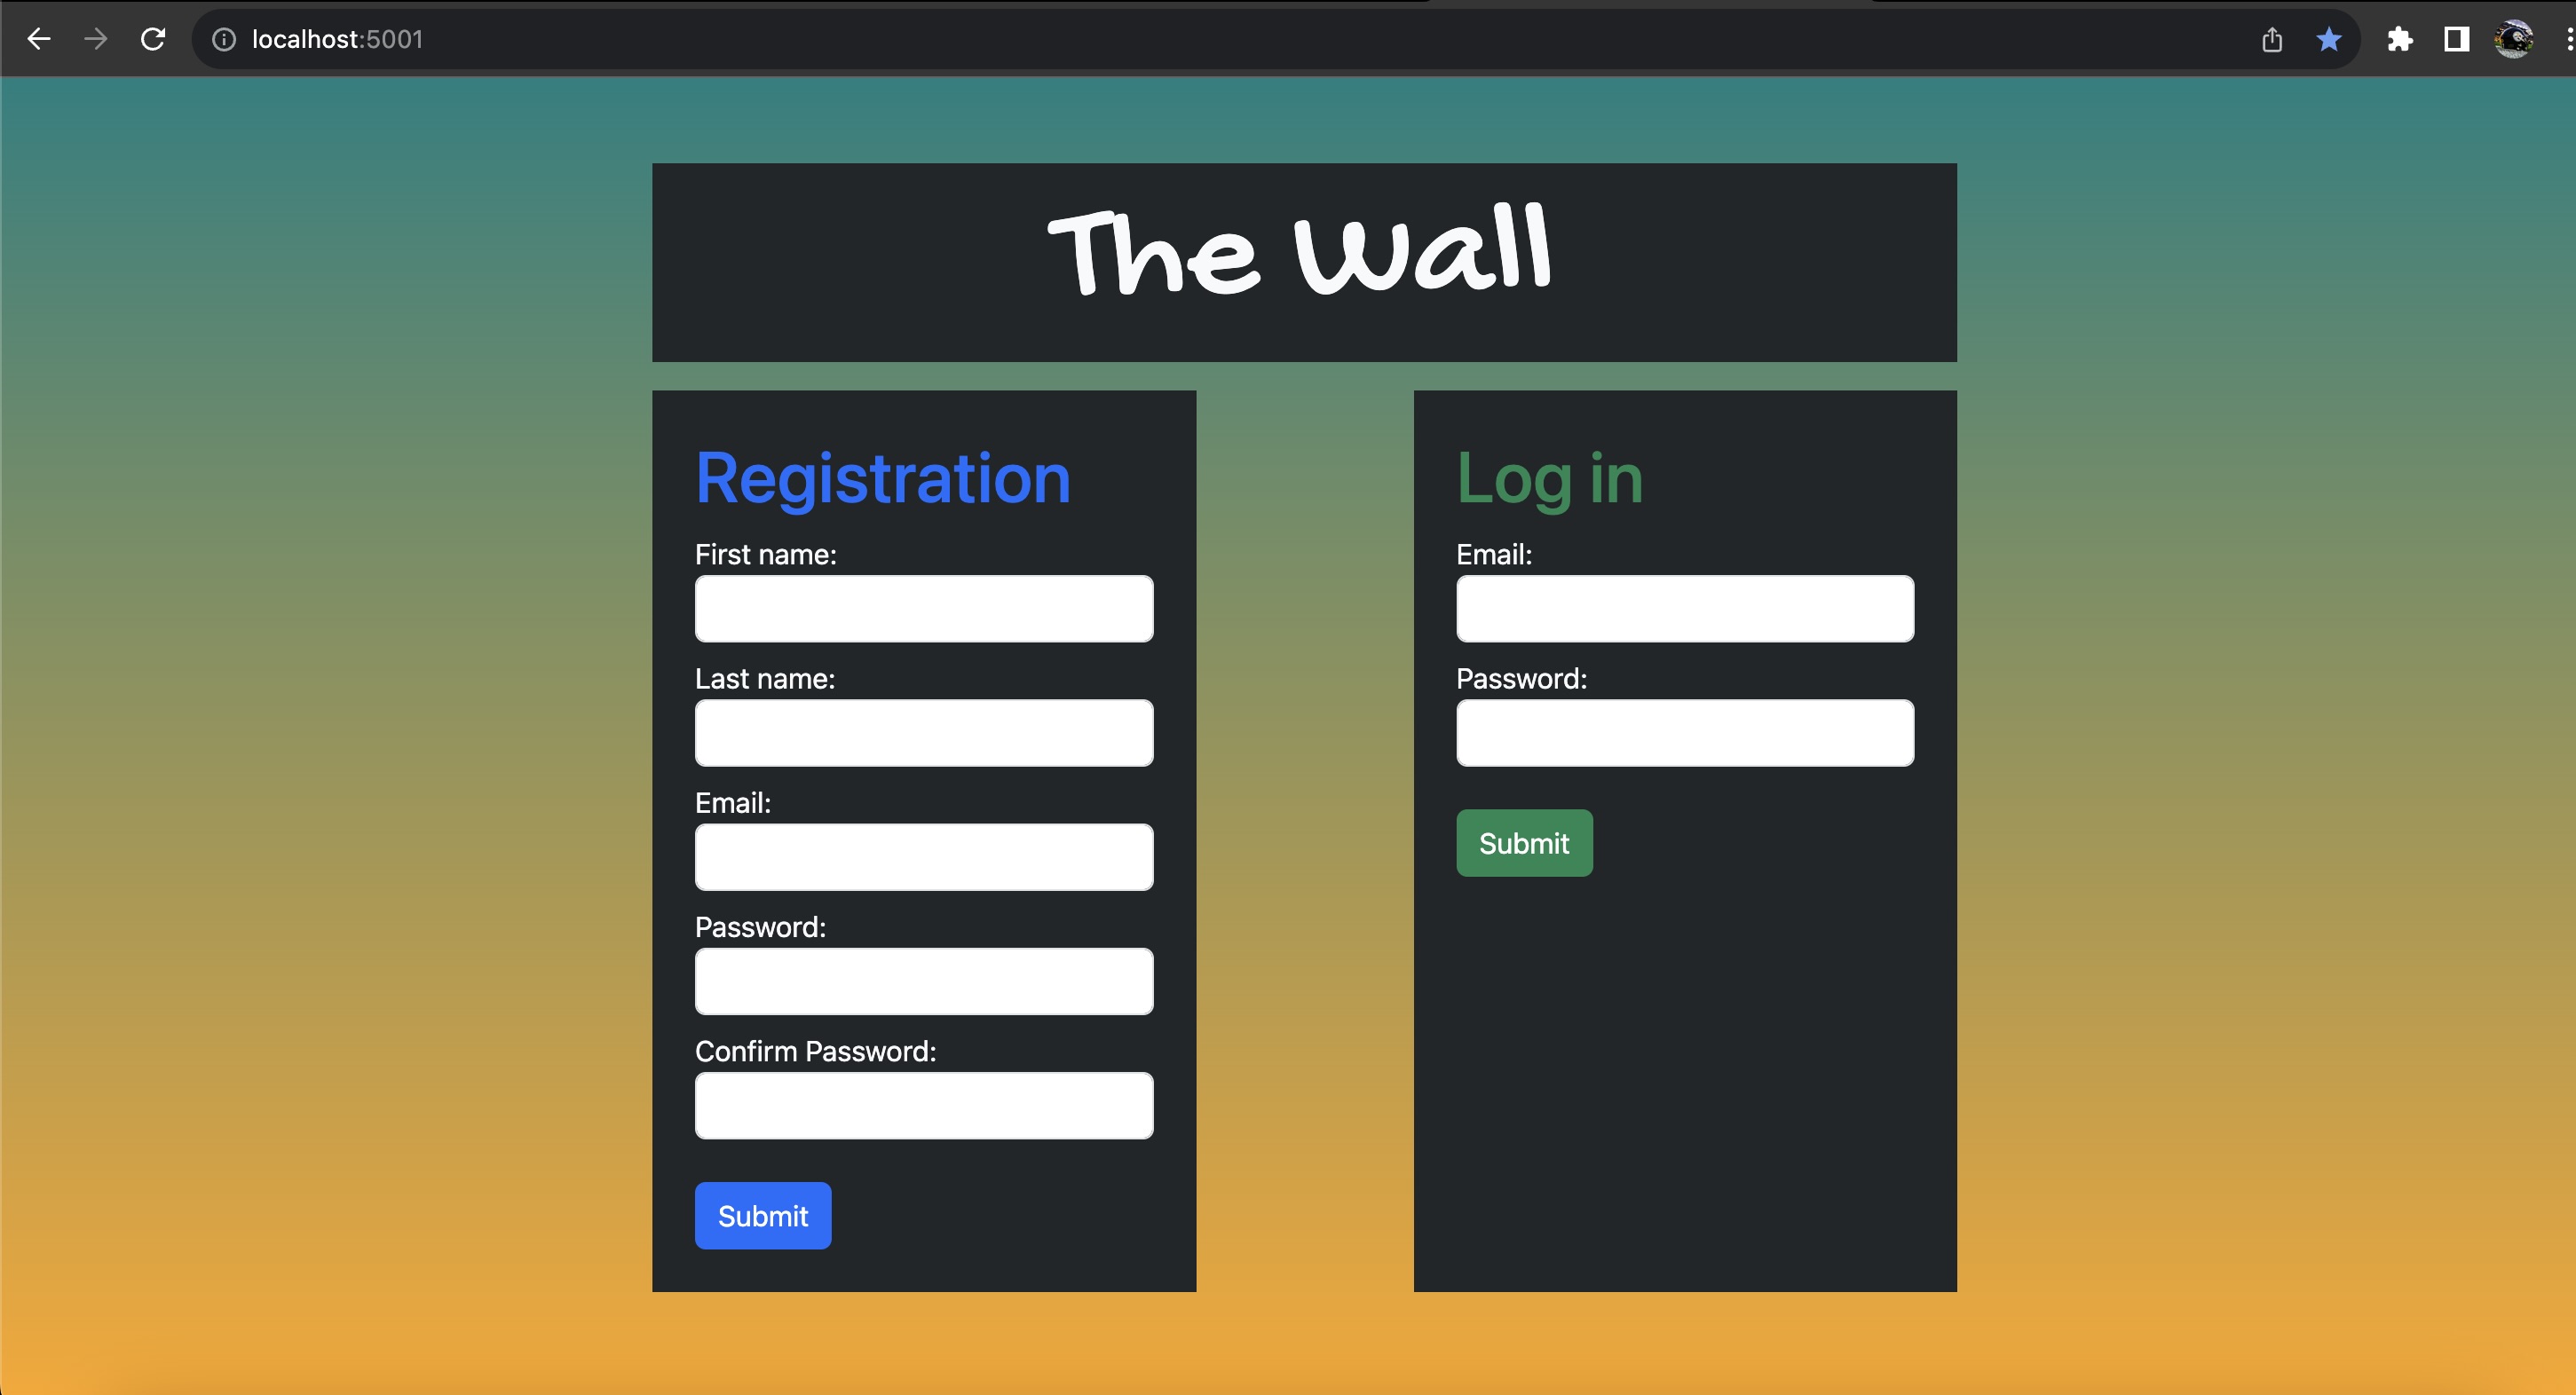 localhost:5001
The Wall
Registration
First name:
Last name:
Email:
Password:
Confirm Password:
Submit
Log in
Email:
Password:
Submit